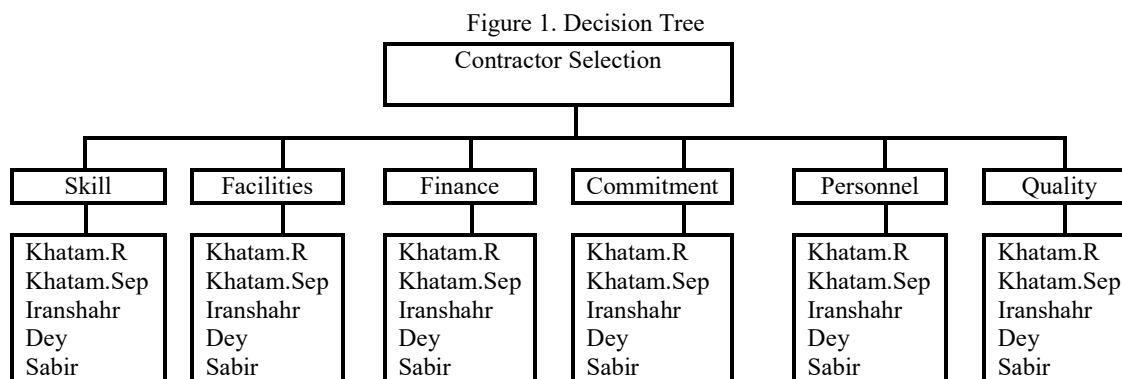 Figure 1. Decision Tree
Contractor Selection
Skill
Facilities
Finance
Commitment
Personnel
Quality
Khatam.R
Khatam.Sep
Iranshahr
Dey
Sabir
Khatam.R
Khatam.Sep
Iranshahr
Dey
Sabir
Khatam.R
Khatam.Sep
Iranshahr
Dey
Sabir
Khatam.R
Khatam.Sep
Iranshahr
Dey
Sabir
Khatam.R
Khatam.Sep
Iranshahr
Dey
Sabir
Khatam.R
Khatam.Sep
Iranshahr
Dey
Sabir